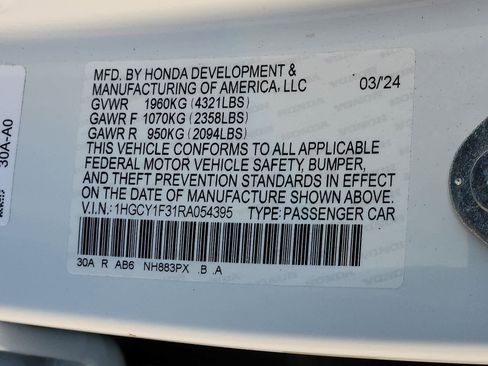 MFD. BY HONDA DEVELOPMENT &
MANUFACTURING OF AMERICA, LLC 03/24
GVWR 1960KG (4321LBS)
GAWR F 1070KG (2358LBS)
GAWR R 950KG (2094LBS)
THIS VEHICLE CONFORMS TO ALL APPLICABLE
FEDERAL MOTOR VEHICLE SAFETY, BUMPER,
AND THEFT PREVENTION STANDARDS IN EFFECT
ON THE DATE OF MANUFACTURE SHOWN ABOVE.
V.I.N.: 1HGCY1F31RA054395 TYPE: PASSENGER CAR
30A R AB6 NH883PX .B .A
30A-A0